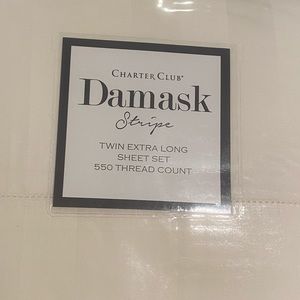 CHARTER CLUB®
Damask
Stripe
TWIN EXTRA LONG
SHEET SET
550 THREAD COUNT